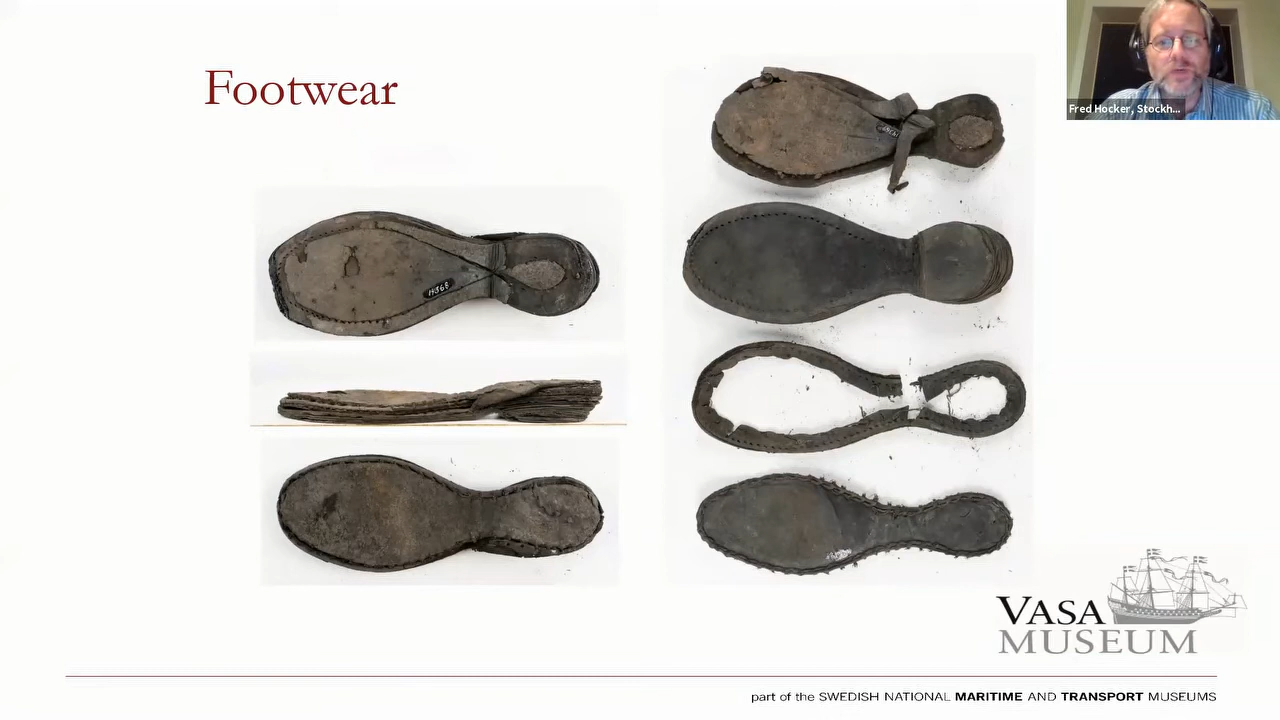 Footwear
Fred Hocker, Stockh...
VASA
MUSEUM
part of the SWEDISH NATIONAL MARITIME AND TRANSPORT MUSEUMS